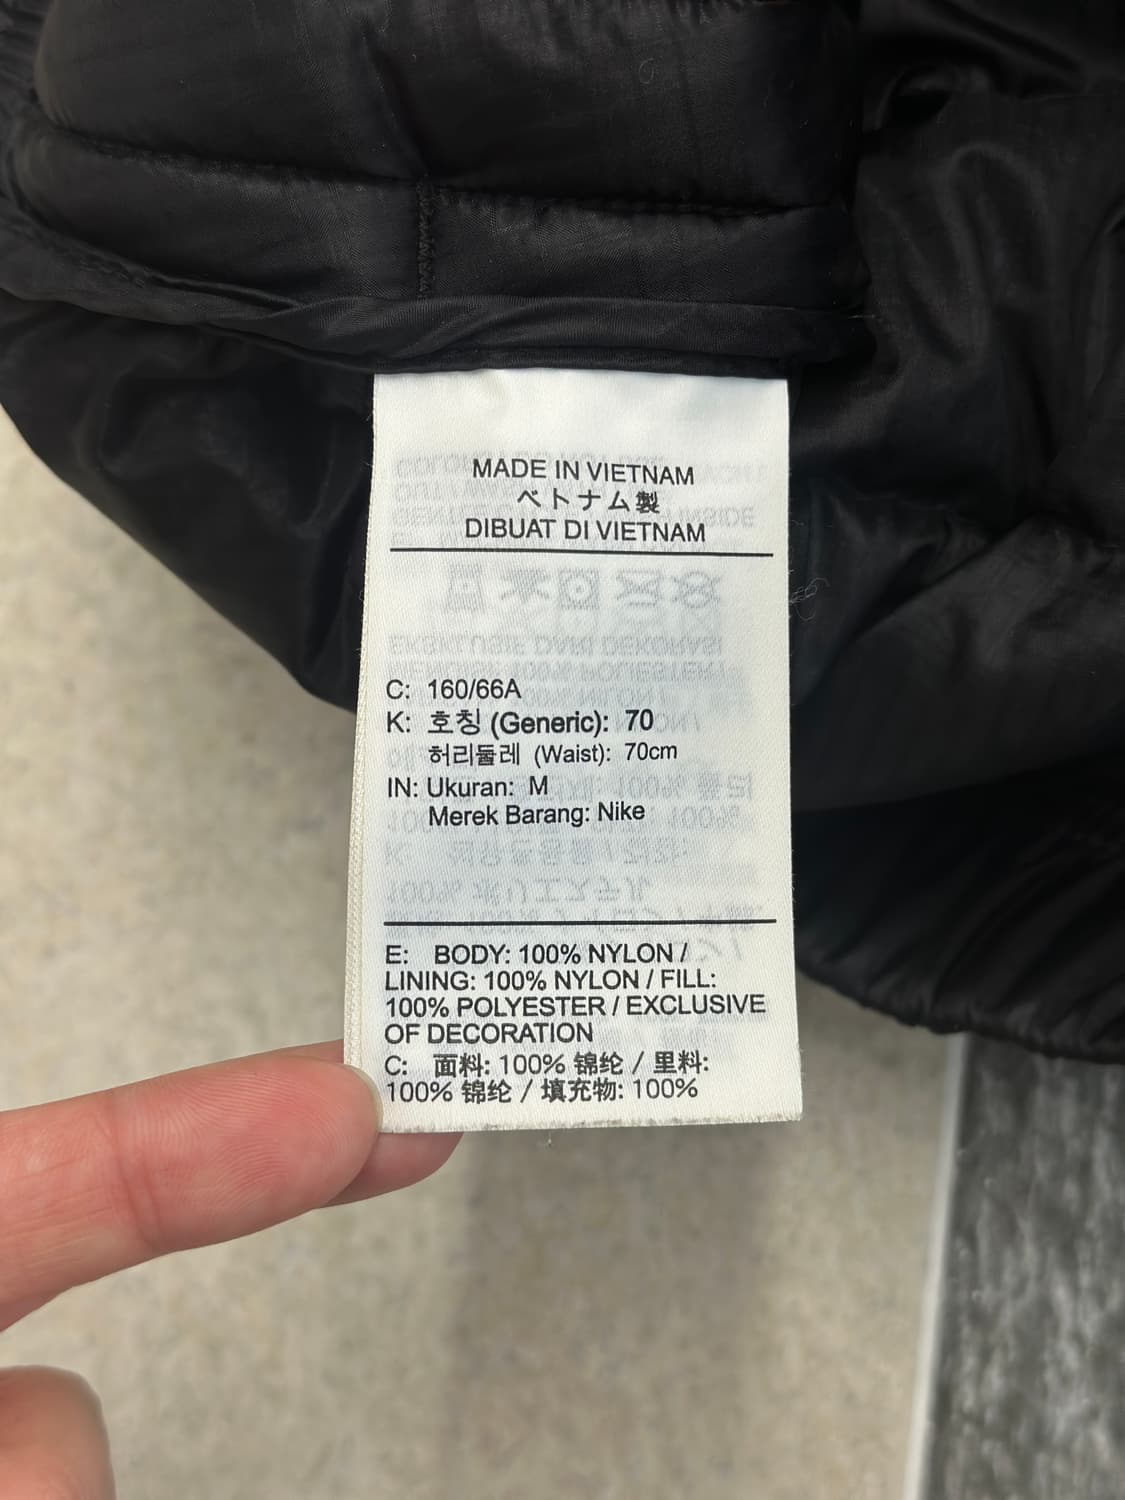 MADE IN VIETNAM
ベトナム製
DIBUAT DI VIETNAM
C: 160/66A
K: 호칭 (Generic): 70
허리둘레 (Waist): 70cm
IN: Ukuran: M
Merek Barang: Nike
E: BODY: 100% NYLON /
LINING: 100% NYLON / FILL:
100% POLYESTER / EXCLUSIVE
OF DECORATION
C: 面料: 100% 锦纶 / 里料:
100% 锦纶 / 填充物: 100%